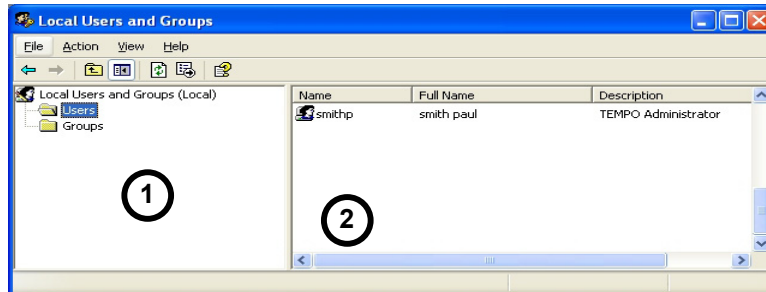 Local Users and Groups
File Action View Help
Local Users and Groups (Local)
Users
Groups
Name Full Name Description
smithp smith paul TEMPO Administrator
1
2